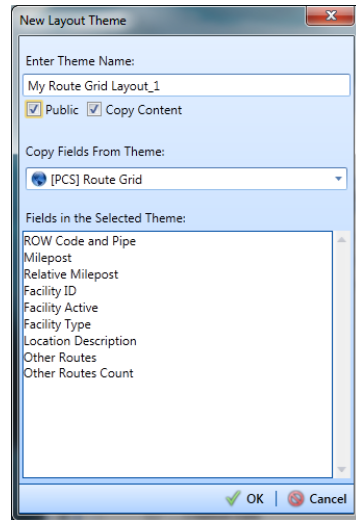 New Layout Theme
Enter Theme Name:
My Route Grid Layout_1
Public Copy Content
Copy Fields From Theme:
[PCS] Route Grid
Fields in the Selected Theme:
ROW Code and Pipe
Milepost
Relative Milepost
Facility ID
Facility Active
Facility Type
Location Description
Other Routes
Other Routes Count
OK | Cancel